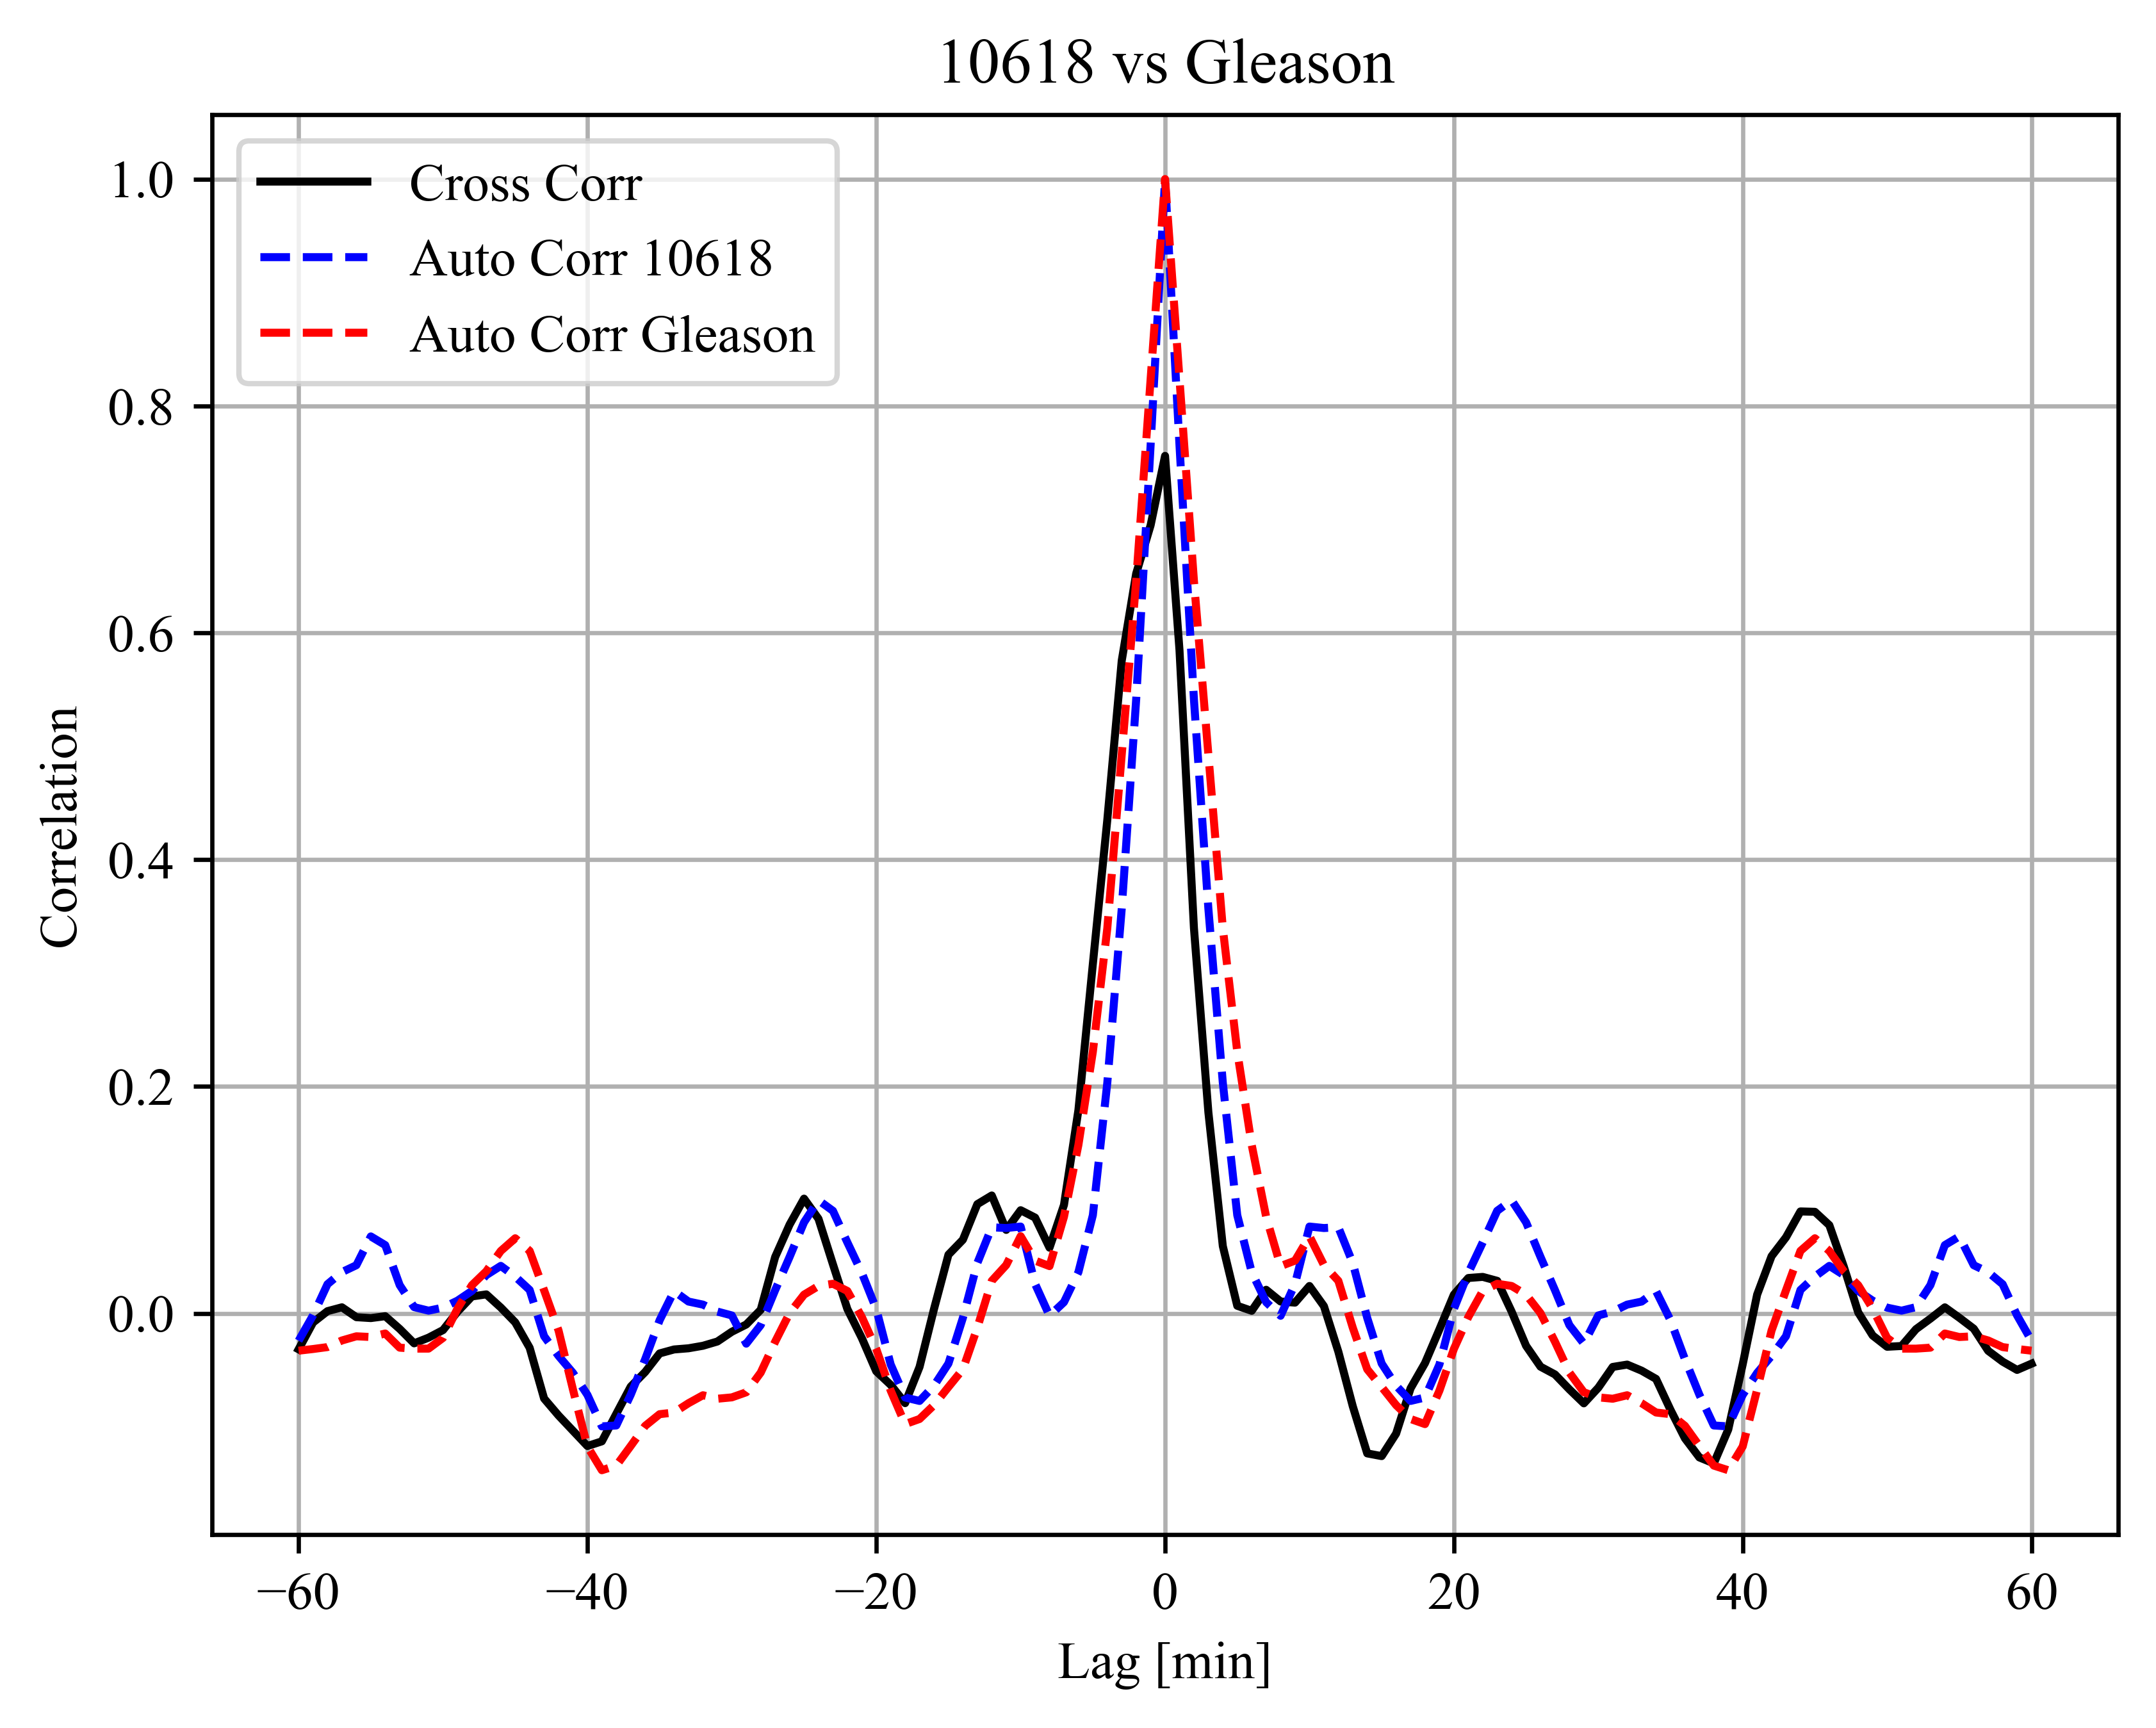 10618 vs Gleason
Cross Corr
Auto Corr 10618
Auto Corr Gleason
1.0
0.8
0.6
0.4
0.2
0.0
Correlation
−60 −40 −20 0 20 40 60
Lag [min]